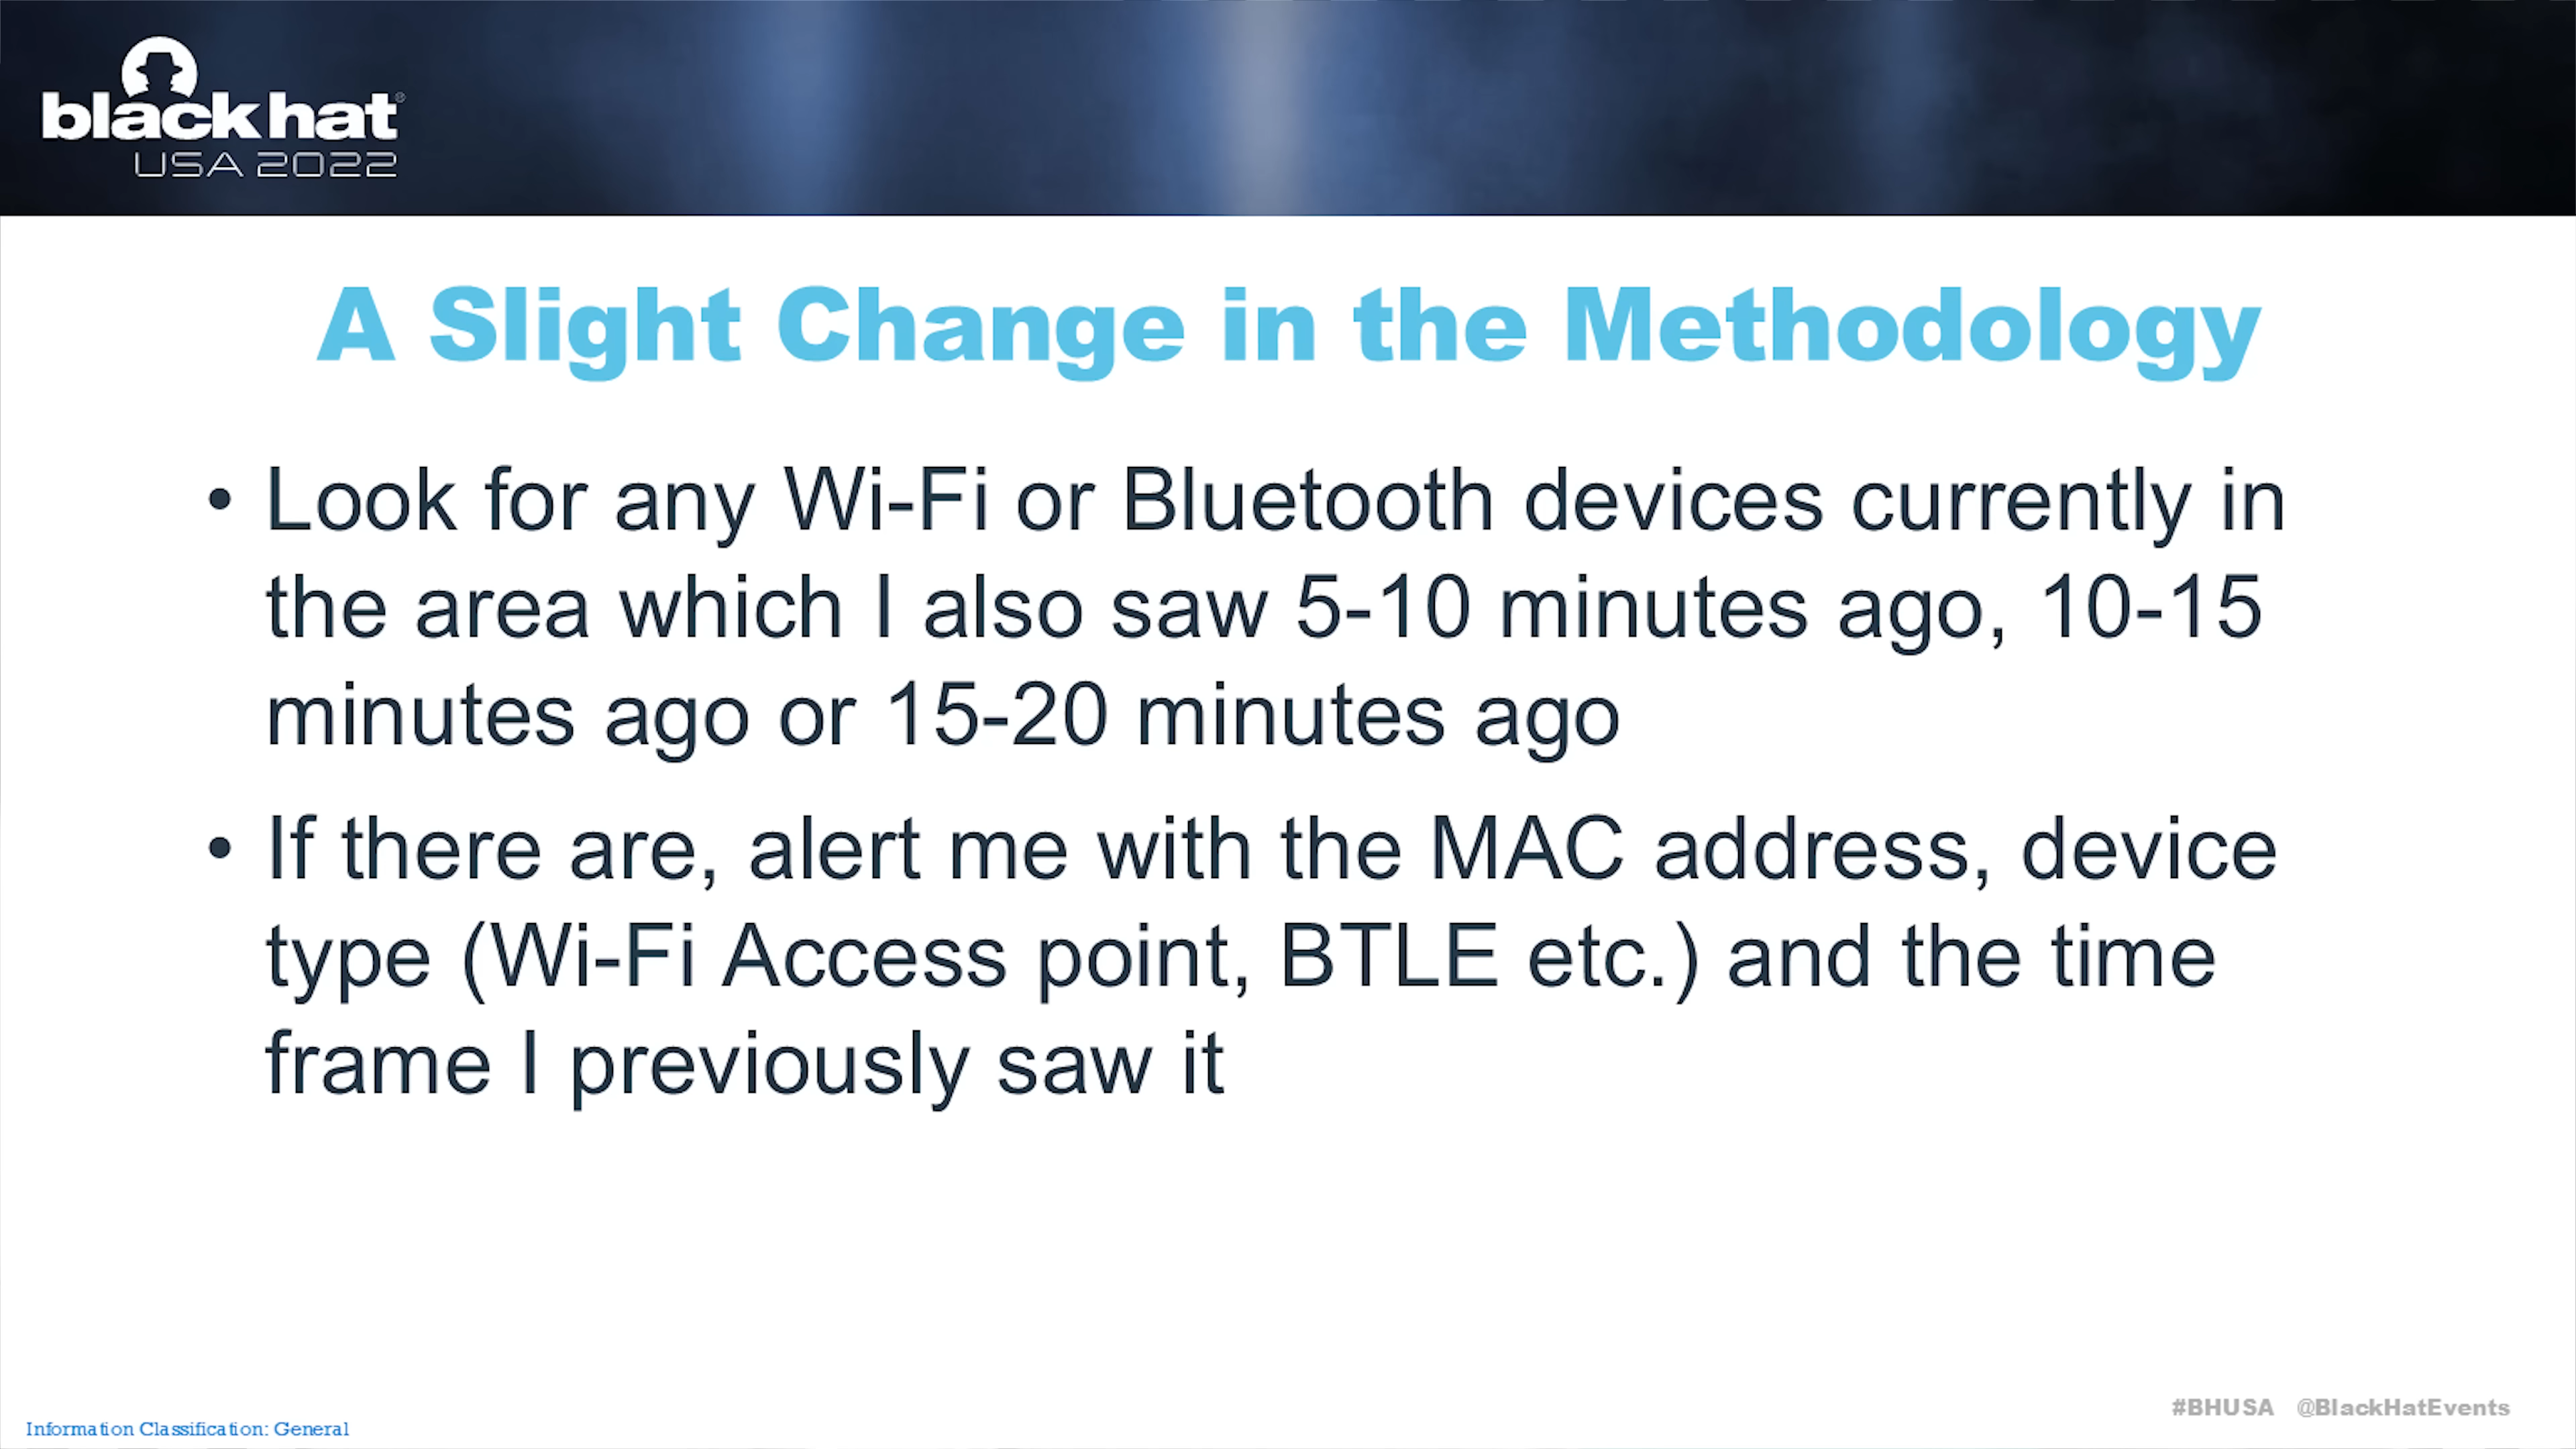 black hat®
USA 2022
A Slight Change in the Methodology
• Look for any Wi-Fi or Bluetooth devices currently in
the area which I also saw 5-10 minutes ago, 10-15
minutes ago or 15-20 minutes ago
• If there are, alert me with the MAC address, device
type (Wi-Fi Access point, BTLE etc.) and the time
frame I previously saw it
#BHUSA @BlackHatEvents
Information Classification: General